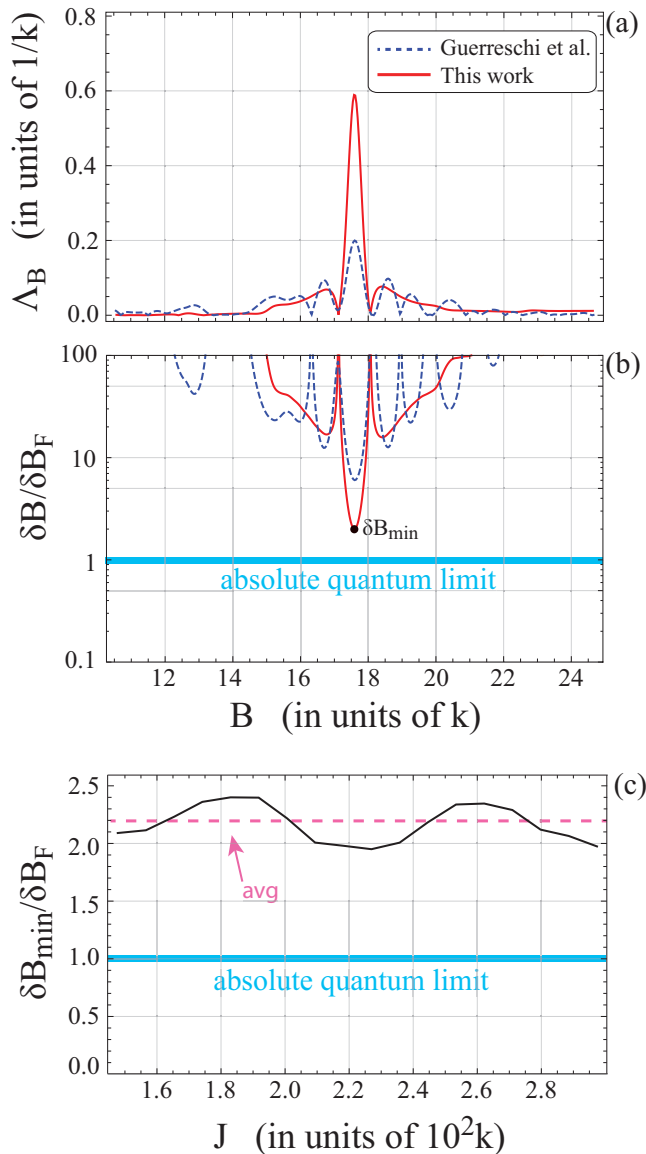 (a)
0.8
0.6
0.4
0.2
0.0
Λ_B (in units of 1/k)
Guerreschi et al.
This work
(b)
100
10
1
0.1
δB/δB_F
δB_min
absolute quantum limit
12 14 16 18 20 22 24
B (in units of k)
(c)
2.5
2.0
1.5
1.0
0.5
0.0
δB_min/δB_F
avg
absolute quantum limit
1.6 1.8 2.0 2.2 2.4 2.6 2.8
J (in units of 10²k)